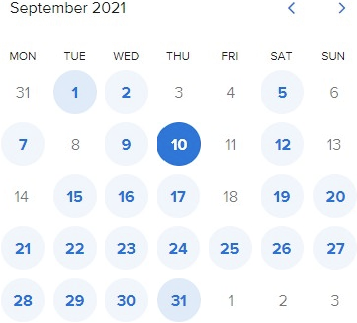 September 2021
MON TUE WED THU FRI SAT SUN
31 1 2 3 4 5 6
7 8 9 10 11 12 13
14 15 16 17 18 19 20
21 22 23 24 25 26 27
28 29 30 31 1 2 3